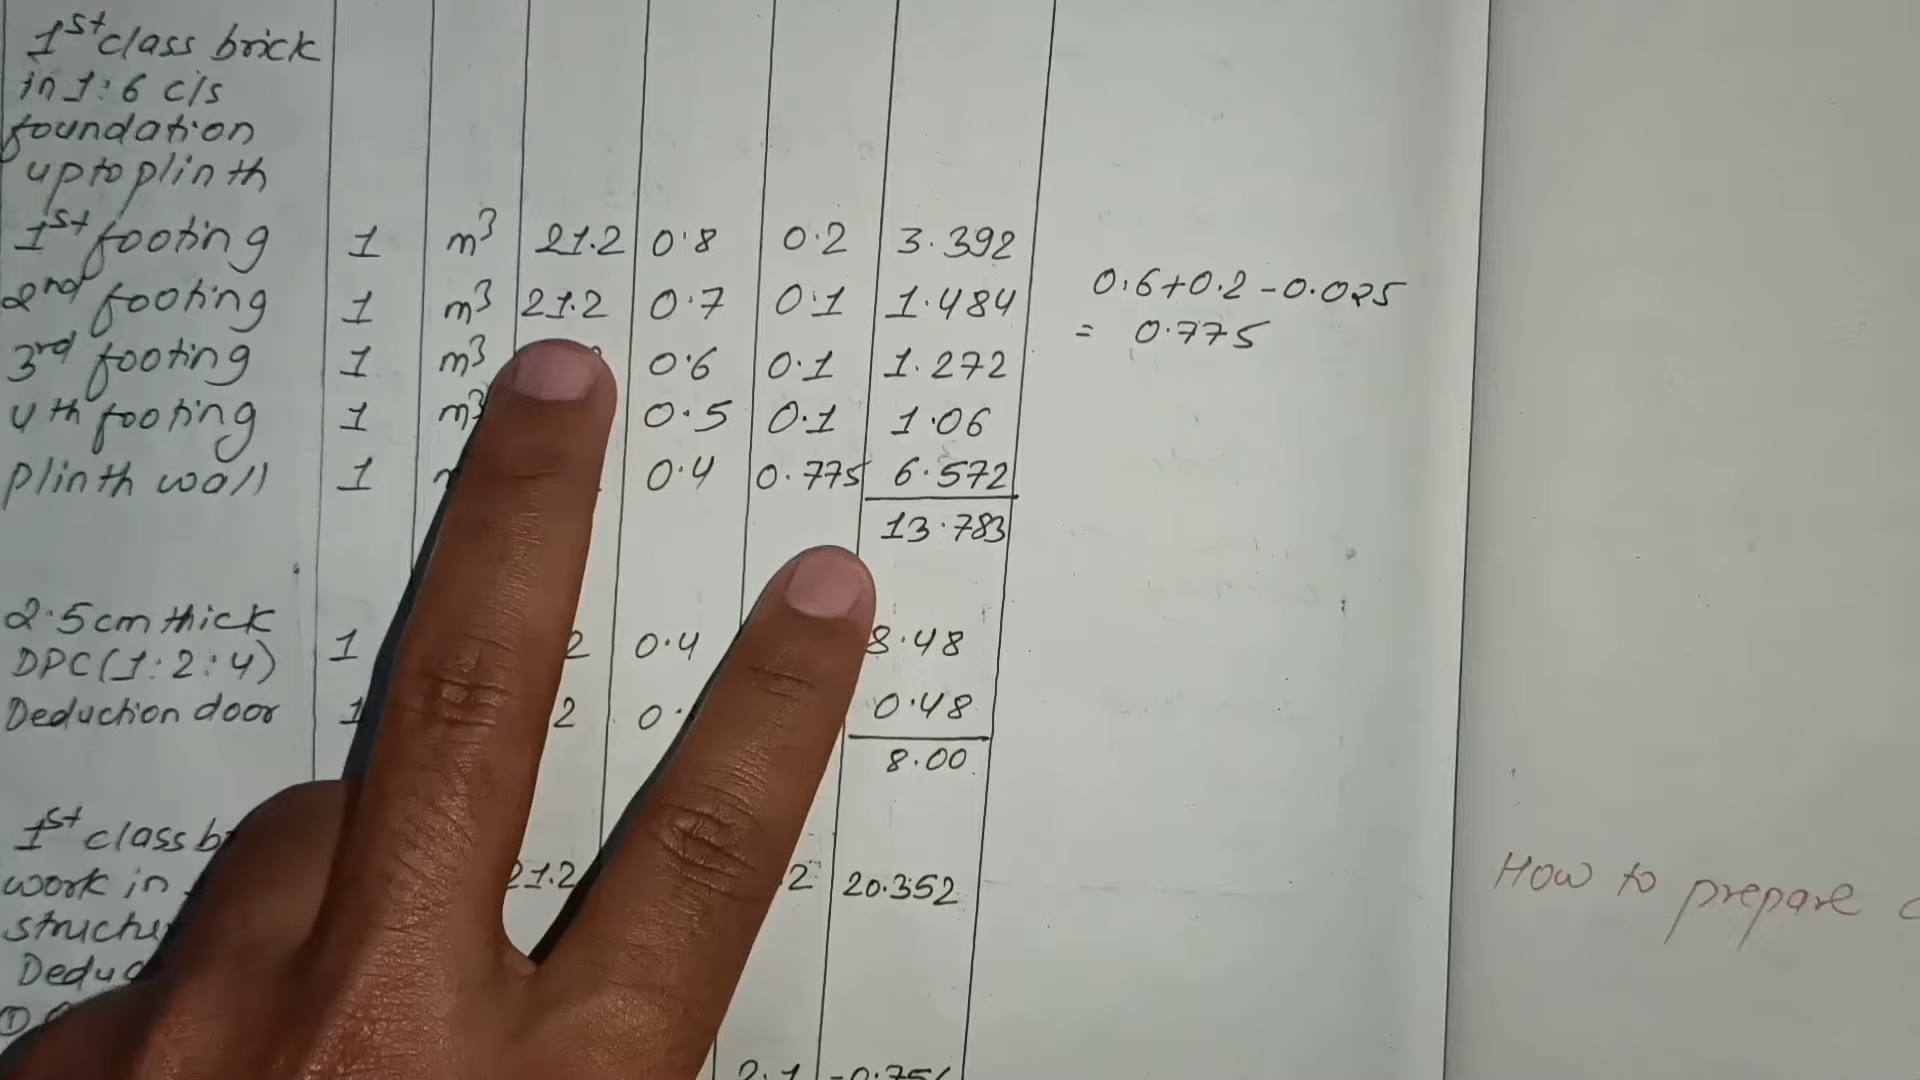 1st class brick
in 1:6 c/s
foundation
upto plinth
1st footing 1 m³ 21.2 0.8 0.2 3.392
2nd footing 1 m³ 21.2 0.7 0.1 1.484
3rd footing 1 m³ 0.6 0.1 1.272
4th footing 1 m³ 0.5 0.1 1.06
plinth wall 1 0.4 0.775 6.572
13.783
0.6+0.2-0.025
= 0.775
2.5cm thick
DPC (1:2:4) 1 0.4 8.48
Deduction door 1 0.48
8.00
1st class
work in 21.2 20.352
How to prepare